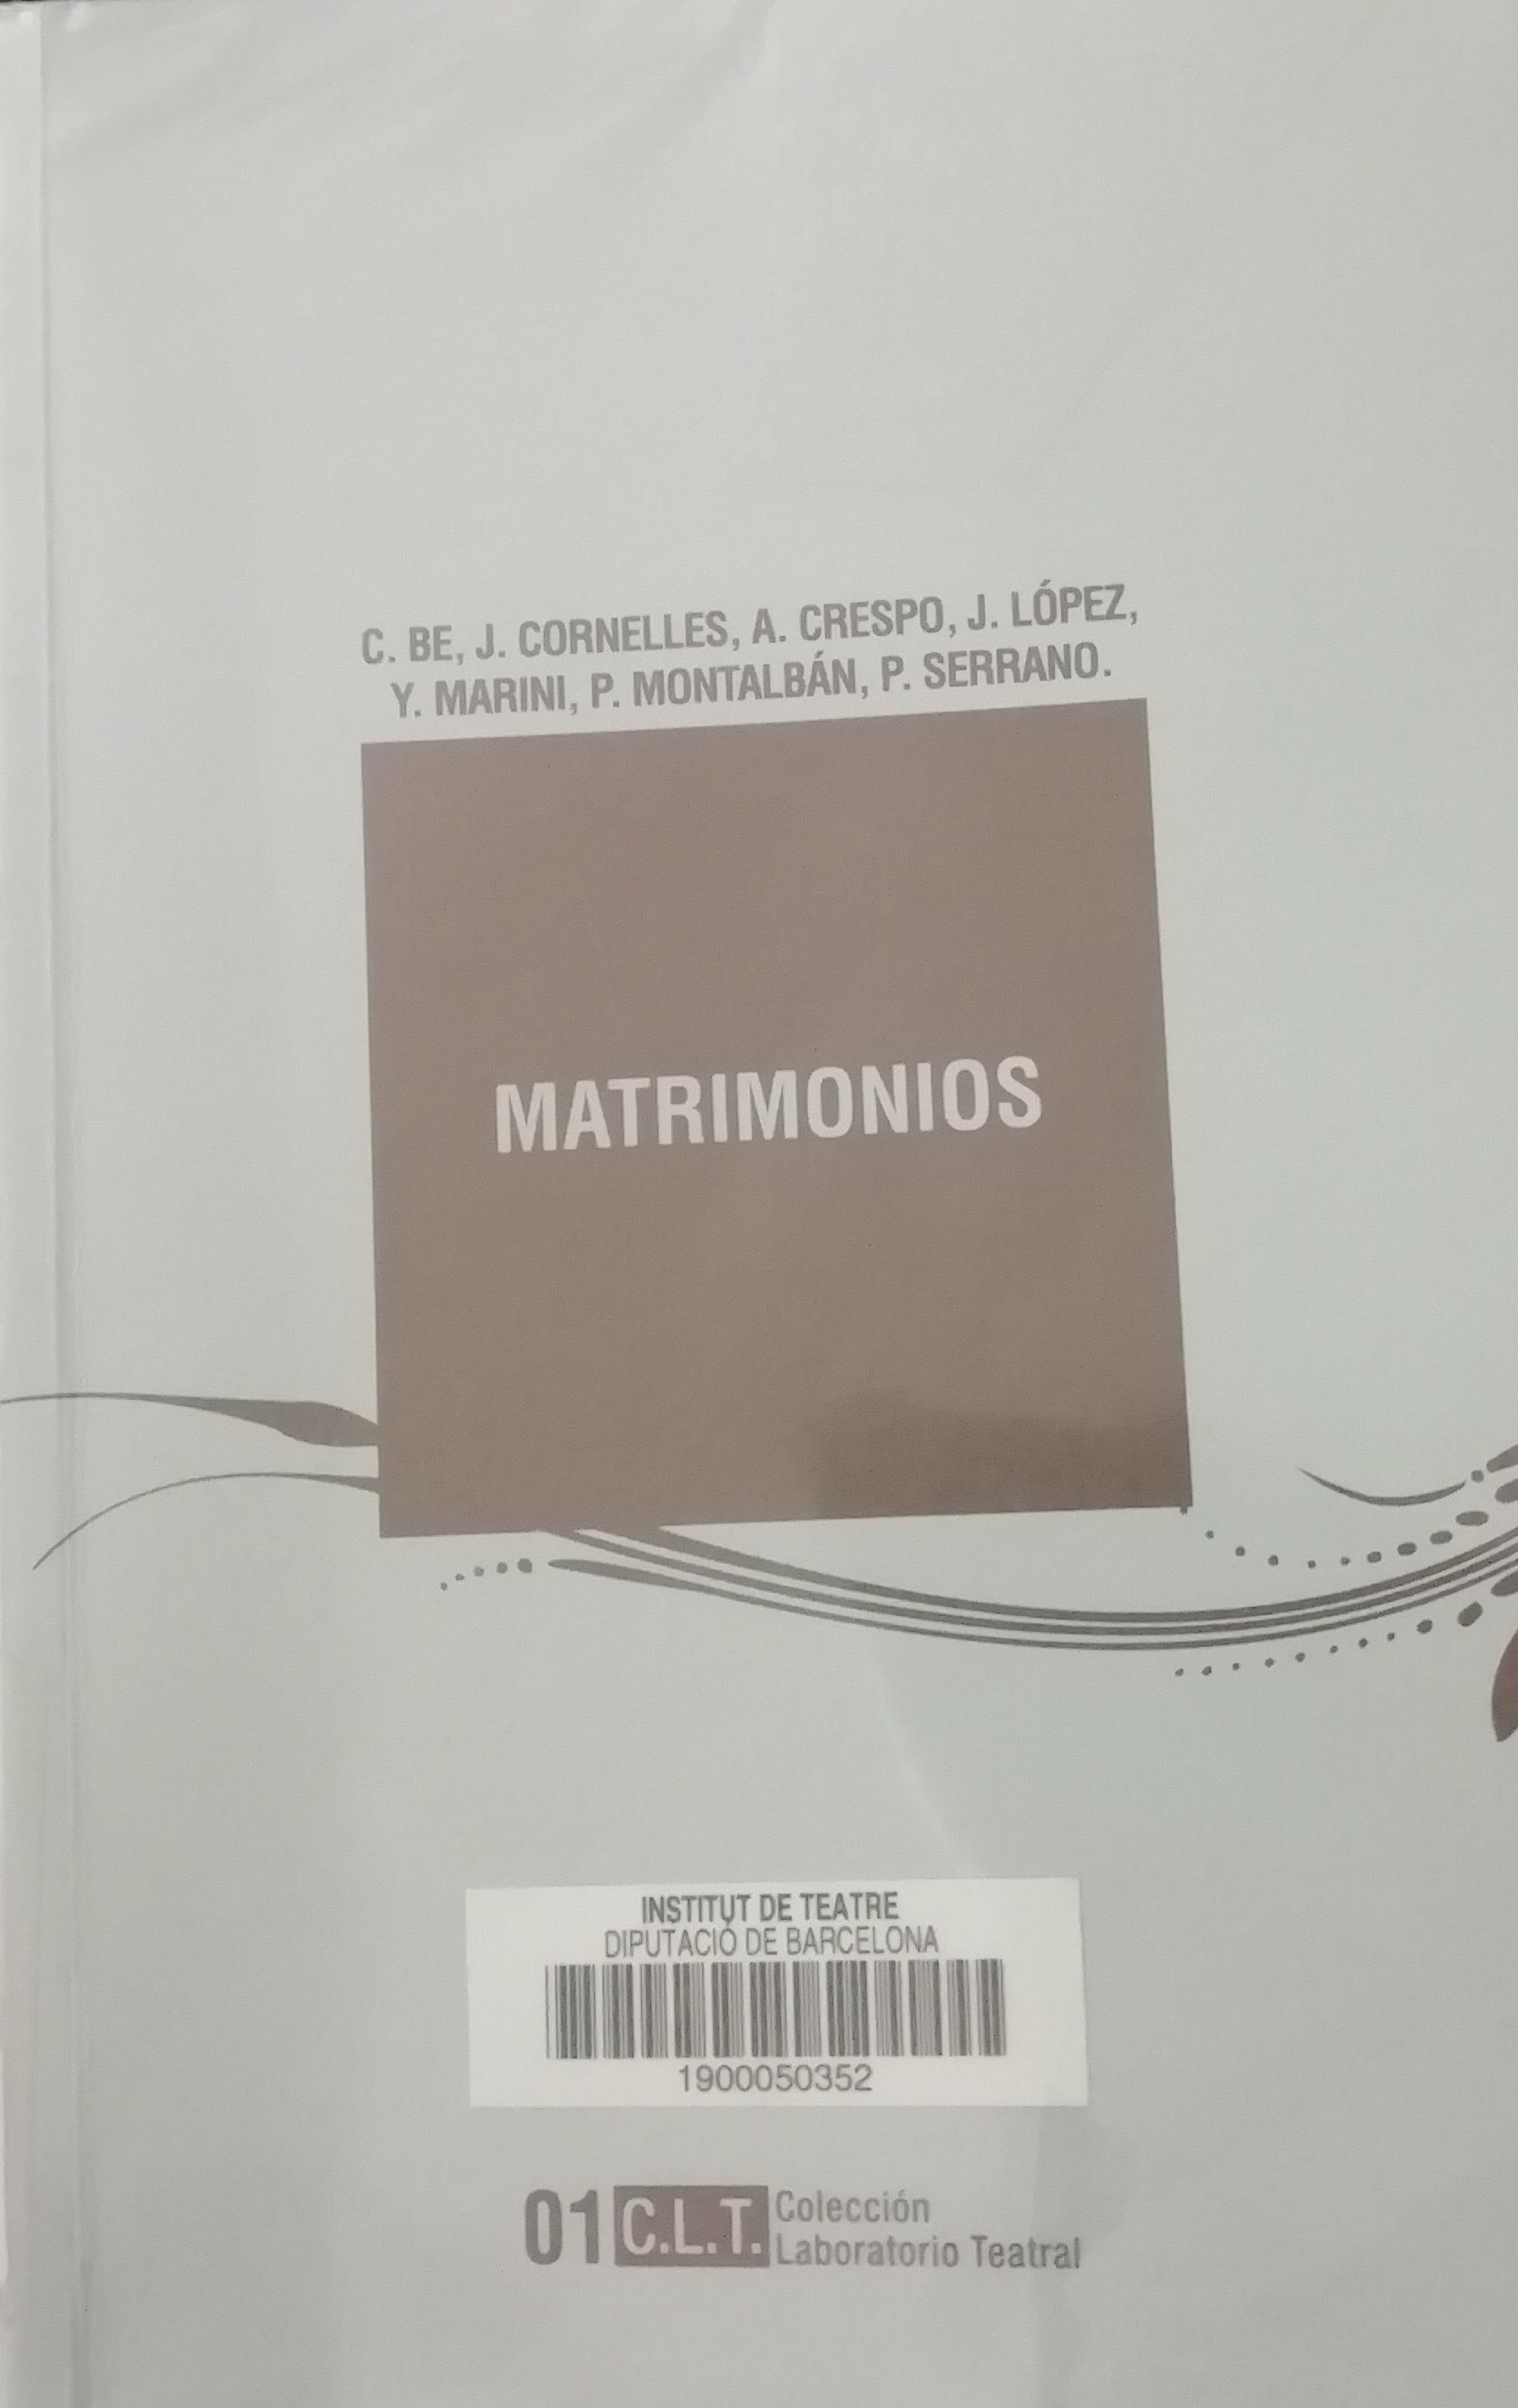 C. BE, J. CORNELLES, A. CRESPO, J. LÓPEZ,
Y. MARINI, P. MONTALBÁN, P. SERRANO.
MATRIMONIOS
INSTITUT DE TEATRE
DIPUTACIÓ DE BARCELONA
1900050352
01 C.L.T. Colección
Laboratorio Teatral